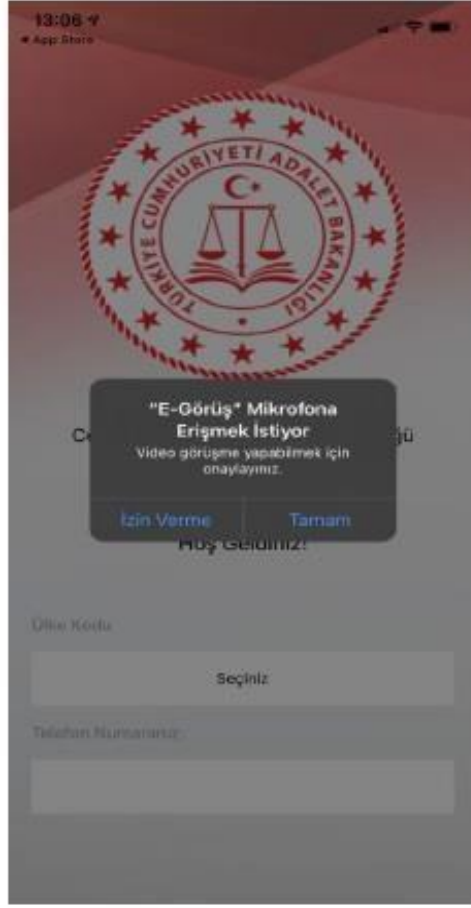 13:06
App Store
TÜRKİYE CUMHURİYETİ ADALET BAKANLIĞI
"E-Görüş" Mikrofona
Erişmek İstiyor
Video görüşme yapabilmek için
onaylayınız.
İzin Verme
Tamam
Hoş Geldiniz!
Ülke Kodu
Seçiniz
Telefon Numaranız